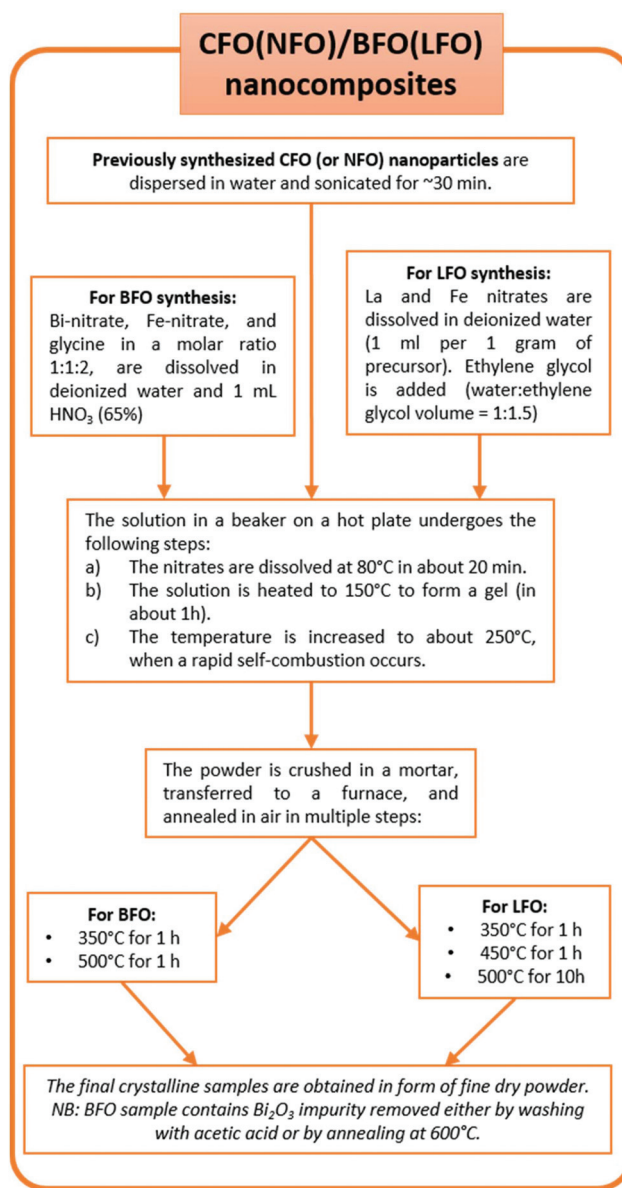 CFO(NFO)/BFO(LFO)
nanocomposites
Previously synthesized CFO (or NFO) nanoparticles are
dispersed in water and sonicated for ~30 min.
For BFO synthesis:
Bi-nitrate, Fe-nitrate, and
glycine in a molar ratio
1:1:2, are dissolved in
deionized water and 1 mL
HNO₃ (65%)
For LFO synthesis:
La and Fe nitrates are
dissolved in deionized water
(1 ml per 1 gram of
precursor). Ethylene glycol
is added (water:ethylene
glycol volume = 1:1.5)
The solution in a beaker on a hot plate undergoes the
following steps:
a) The nitrates are dissolved at 80°C in about 20 min.
b) The solution is heated to 150°C to form a gel (in
about 1h).
c) The temperature is increased to about 250°C,
when a rapid self-combustion occurs.
The powder is crushed in a mortar,
transferred to a furnace, and
annealed in air in multiple steps:
For BFO:
• 350°C for 1 h
• 500°C for 1 h
For LFO:
• 350°C for 1 h
• 450°C for 1 h
• 500°C for 10h
The final crystalline samples are obtained in form of fine dry powder.
NB: BFO sample contains Bi₂O₃ impurity removed either by washing
with acetic acid or by annealing at 600°C.